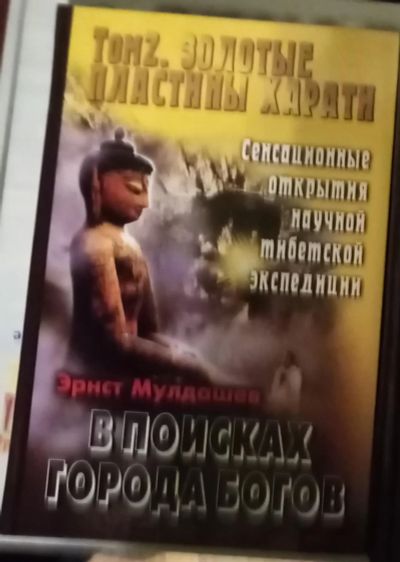 Том2. ЗОЛОТЫЕ
ПЛАСТИНЫ ХАРАТИ
Сенсационные
открытия
научной
тибетской
экспедиции
Эрнст Мулдашев
В ПОИСКАХ
ГОРОДА БОГОВ